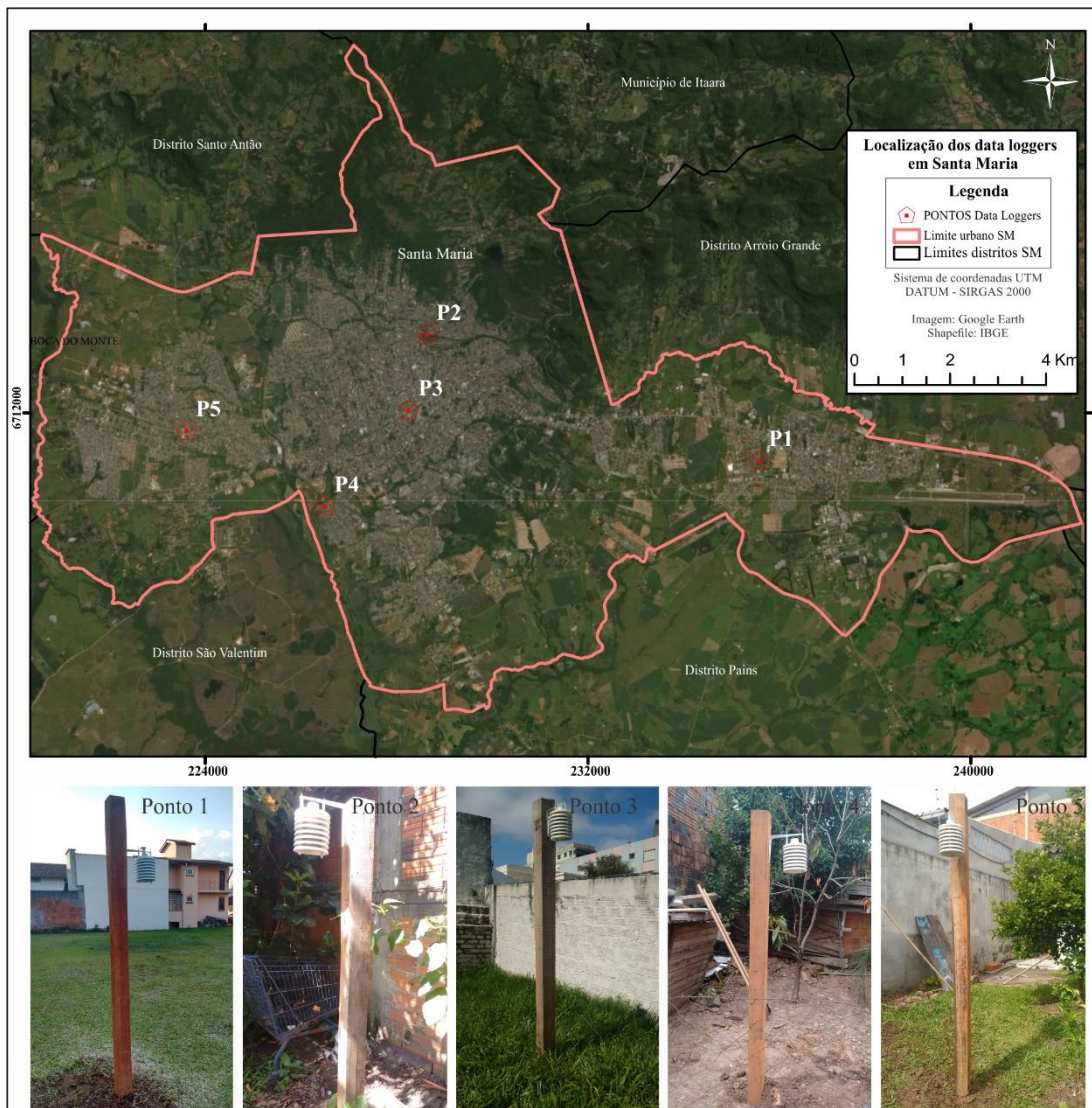 N
Município de Itaara
Distrito Santo Antão
Localização dos data loggers
em Santa Maria
Legenda
PONTOS Data Loggers
Limite urbano SM
Limites distritos SM
Sistema de coordenadas UTM
DATUM - SIRGAS 2000
Imagem: Google Earth
Shapefile: IBGE
0 1 2 4 Km
Distrito Arroio Grande
Santa Maria
P2
BOCA DO MONTE
P3
6712000
P5
P1
P4
Distrito São Valentim
Distrito Pains
224000 232000 240000
Ponto 1 Ponto 2 Ponto 3 Ponto 4 Ponto 5